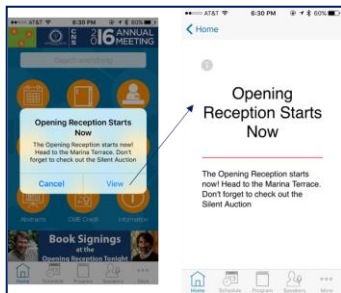 AT&T 6:30 PM 60%
CNS 2016 ANNUAL
MEETING
Search everything
Opening Reception Starts
Now
The Opening Reception starts now!
Head to the Marina Terrace. Don't
forget to check out the Silent Auction
Cancel View
Abstracts CME Credit Information
Book Signings
at the
Opening Reception Tonight
Home Schedule Program Speakers More
AT&T 6:30 PM 60%
Home
Opening
Reception Starts
Now
The Opening Reception starts
now! Head to the Marina Terrace.
Don't forget to check out the
Silent Auction
Home Schedule Program Speakers More